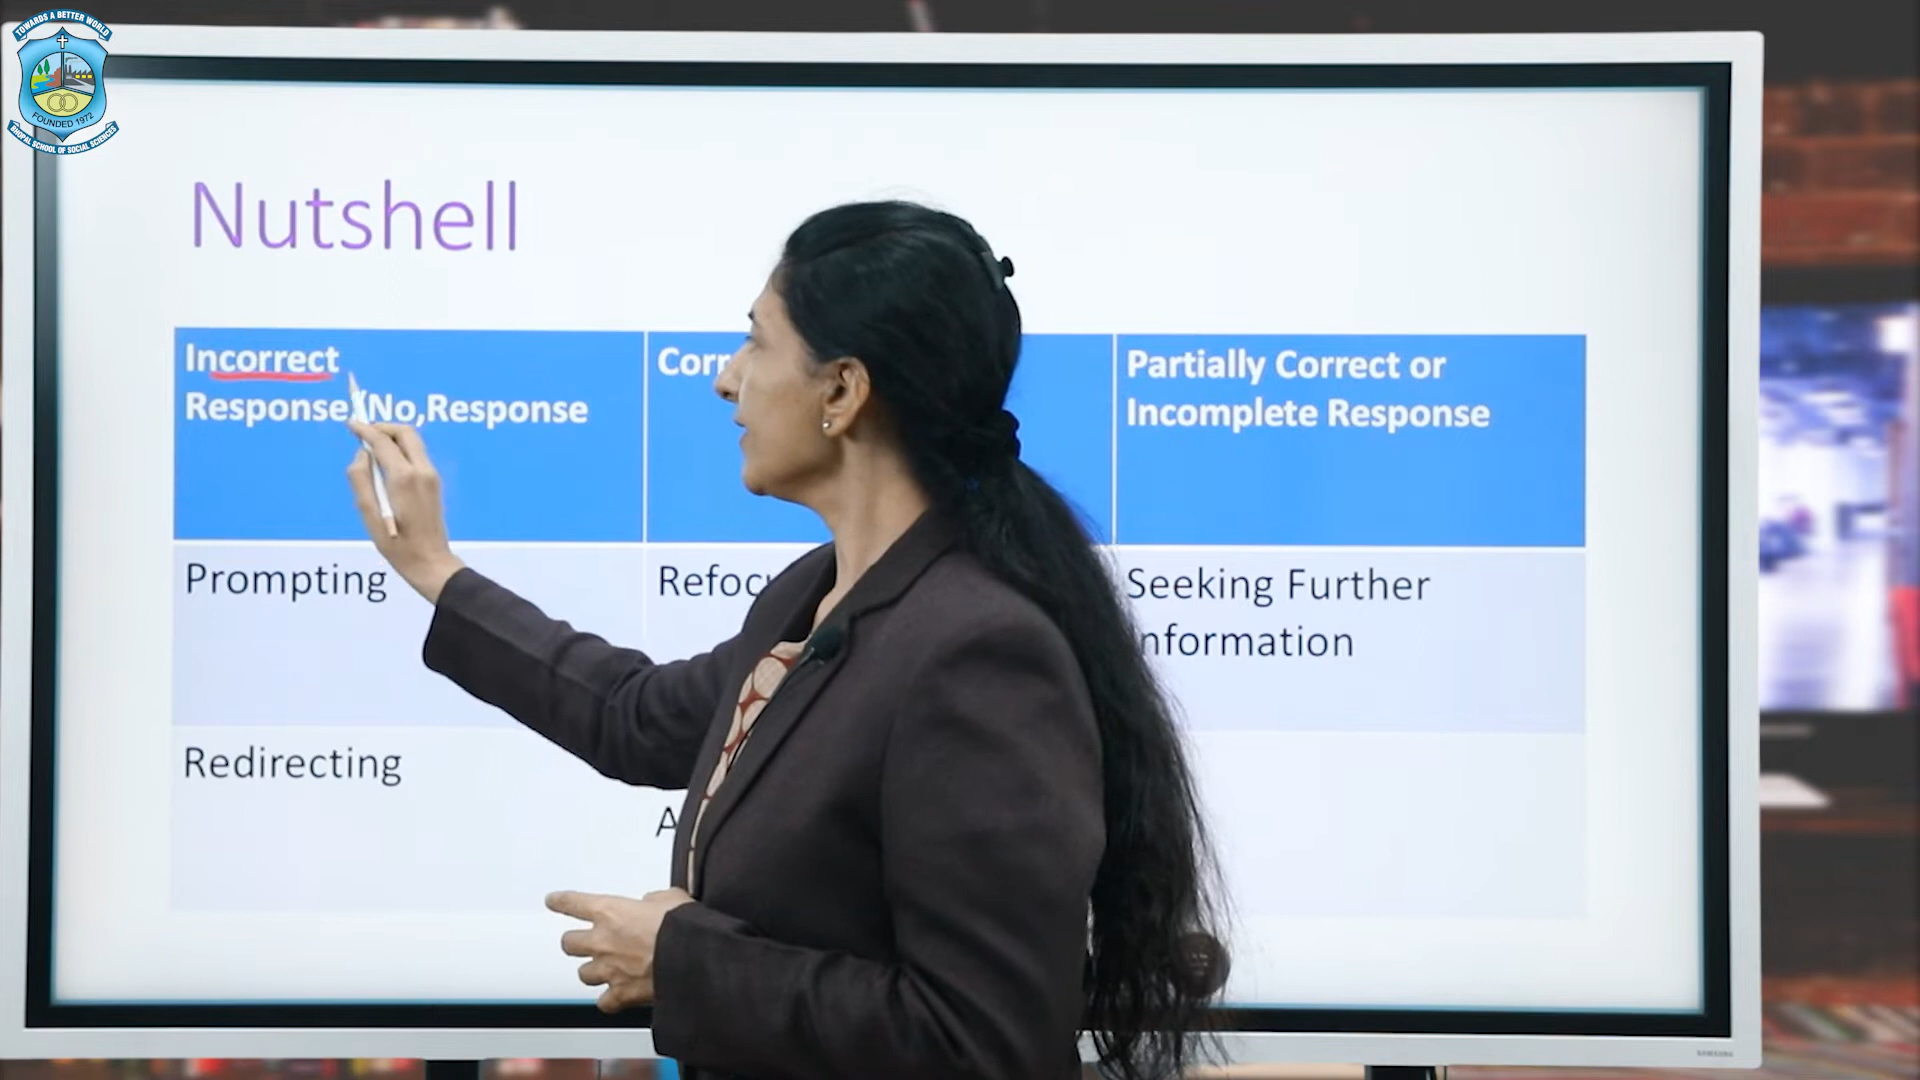 TOWARDS A BETTER WORLD
FOUNDED 1972
BHOPAL SCHOOL OF SOCIAL SCIENCES
Nutshell
Incorrect
Response/No,Response
Partially Correct or
Incomplete Response
Prompting
Seeking Further
Information
Redirecting
SAMSUNG